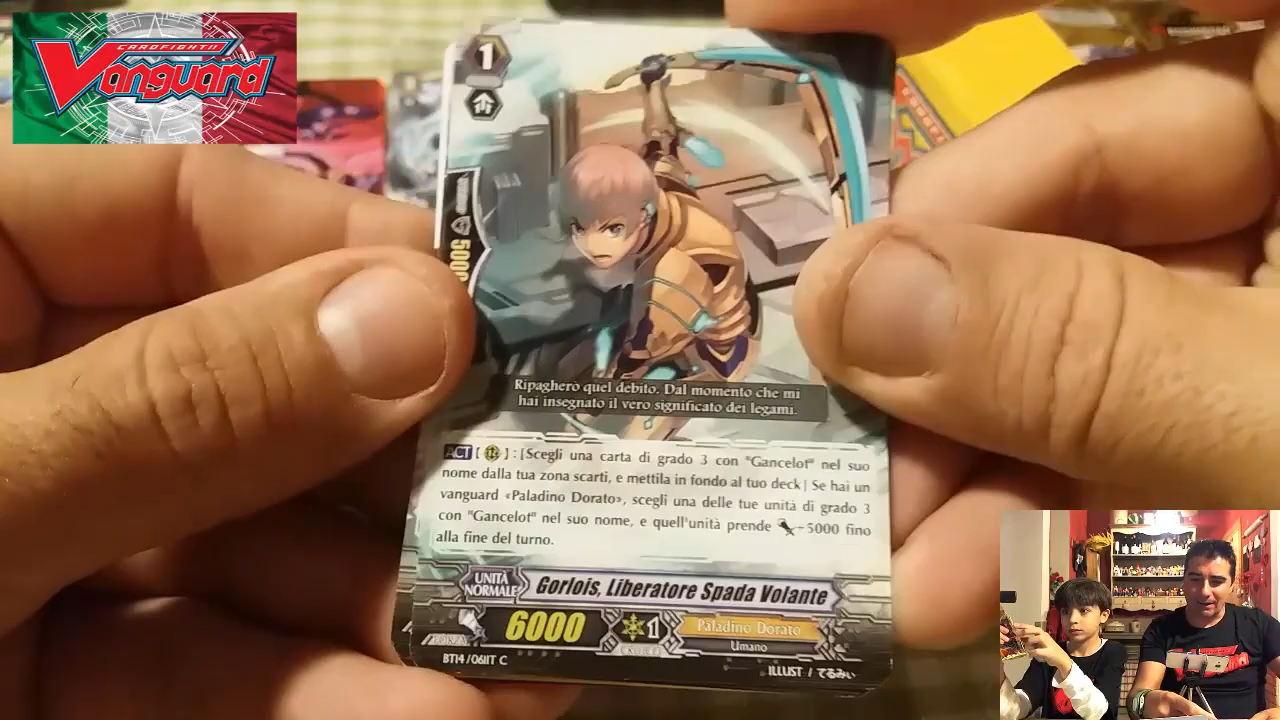 CARDFIGHT!!
Vanguard
1
5000
Ripagherò quel debito. Dal momento che mi
hai insegnato il vero significato dei legami.
ACT [ ] : [Scegli una carta di grado 3 con "Gancelot" nel suo
nome dalla tua zona scarti, e mettila in fondo al tuo deck] Se hai un
vanguard «Paladino Dorato», scegli una delle tue unità di grado 3
con "Gancelot" nel suo nome, e quell'unità prende +5000 fino
alla fine del turno.
UNITÀ
NORMALE
Gorlois, Liberatore Spada Volante
FORZA
6000
1
Paladino Dorato
Umano
BT14/061IT C
ILLUST / てるみぃ